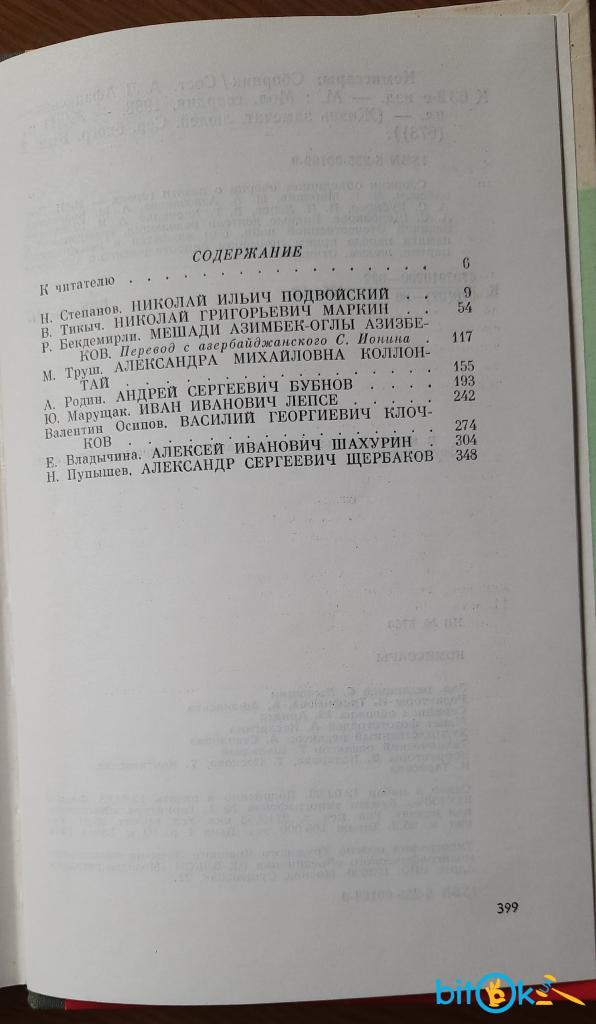 СОДЕРЖАНИЕ
К читателю . . . . . . . . . . . . . . . . . 6
Н. Степанов. НИКОЛАЙ ИЛЬИЧ ПОДВОЙСКИЙ . . 9
В. Тикыч. НИКОЛАЙ ГРИГОРЬЕВИЧ МАРКИН . . 54
Р. Бекдемирли. МЕШАДИ АЗИМБЕК-ОГЛЫ АЗИЗБЕ-
КОВ. Перевод с азербайджанского С. Ионина . 117
М. Труш. АЛЕКСАНДРА МИХАЙЛОВНА КОЛЛОН-
ТАЙ . . . . . . . . . . . . . . . . . 155
А. Родин. АНДРЕЙ СЕРГЕЕВИЧ БУБНОВ . . . . 193
Ю. Марущак. ИВАН ИВАНОВИЧ ЛЕПСЕ . . . . . 242
Валентин Осипов. ВАСИЛИЙ ГЕОРГИЕВИЧ КЛОЧ-
КОВ . . . . . . . . . . . . . . . . . 274
Е. Владычина. АЛЕКСЕЙ ИВАНОВИЧ ШАХУРИН . 304
Н. Пупышев. АЛЕКСАНДР СЕРГЕЕВИЧ ЩЕРБАКОВ 348
399
bitok